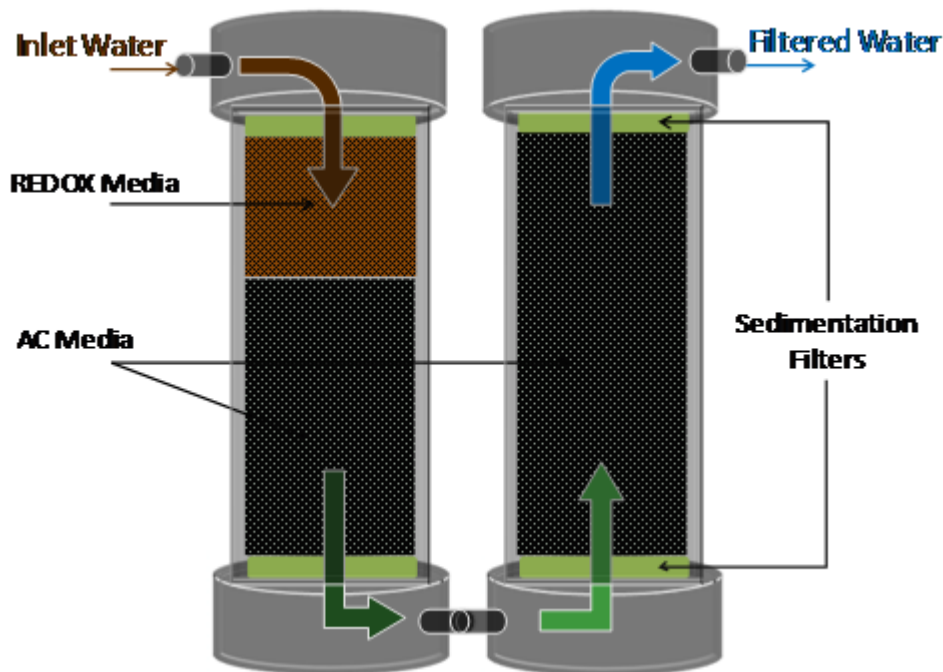 Inlet Water
Filtered Water
REDOX Media
AC Media
Sedimentation
Filters